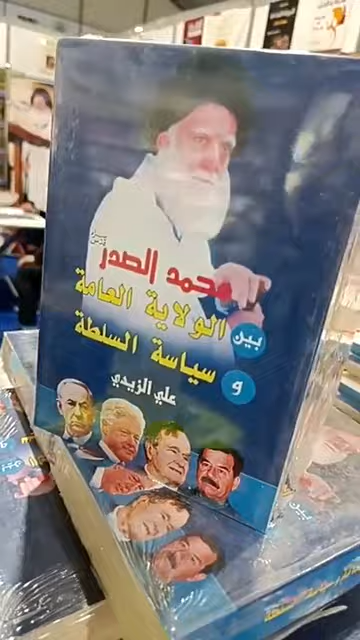 محمد الصدر
بين الولاية العامة
و سياسة السلطة
علي الزيدي